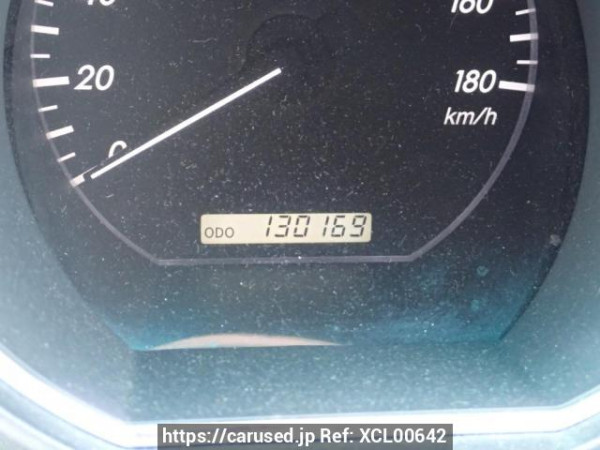 160
20
180
0
km/h
ODO 130169
https://carused.jp Ref: XCL00642